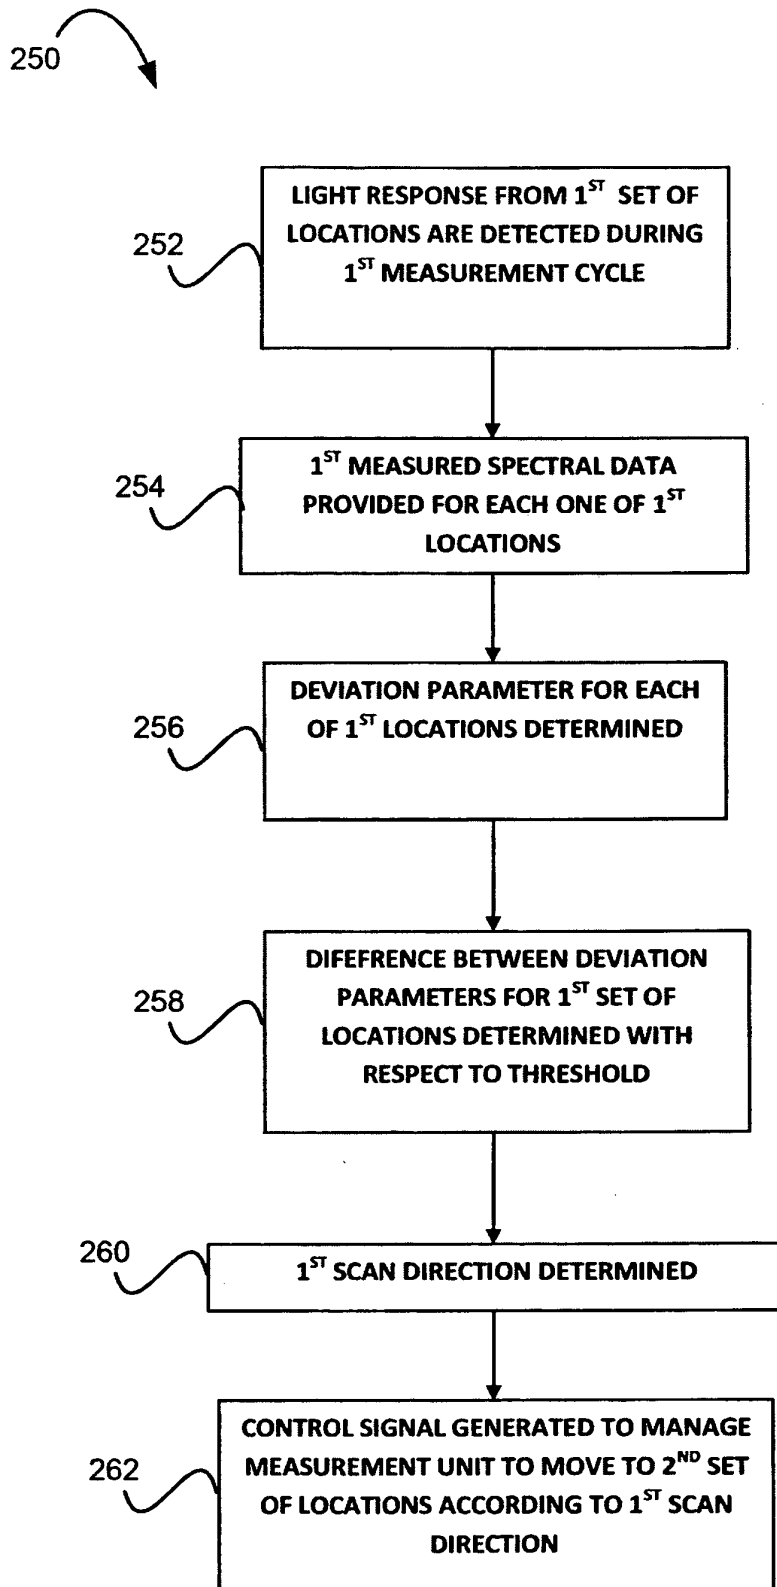 250
252
LIGHT RESPONSE FROM 1ST SET OF
LOCATIONS ARE DETECTED DURING
1ST MEASUREMENT CYCLE
254
1ST MEASURED SPECTRAL DATA
PROVIDED FOR EACH ONE OF 1ST
LOCATIONS
256
DEVIATION PARAMETER FOR EACH
OF 1ST LOCATIONS DETERMINED
258
DIFEFRENCE BETWEEN DEVIATION
PARAMETERS FOR 1ST SET OF
LOCATIONS DETERMINED WITH
RESPECT TO THRESHOLD
260
1ST SCAN DIRECTION DETERMINED
262
CONTROL SIGNAL GENERATED TO MANAGE
MEASUREMENT UNIT TO MOVE TO 2ND SET
OF LOCATIONS ACCORDING TO 1ST SCAN
DIRECTION